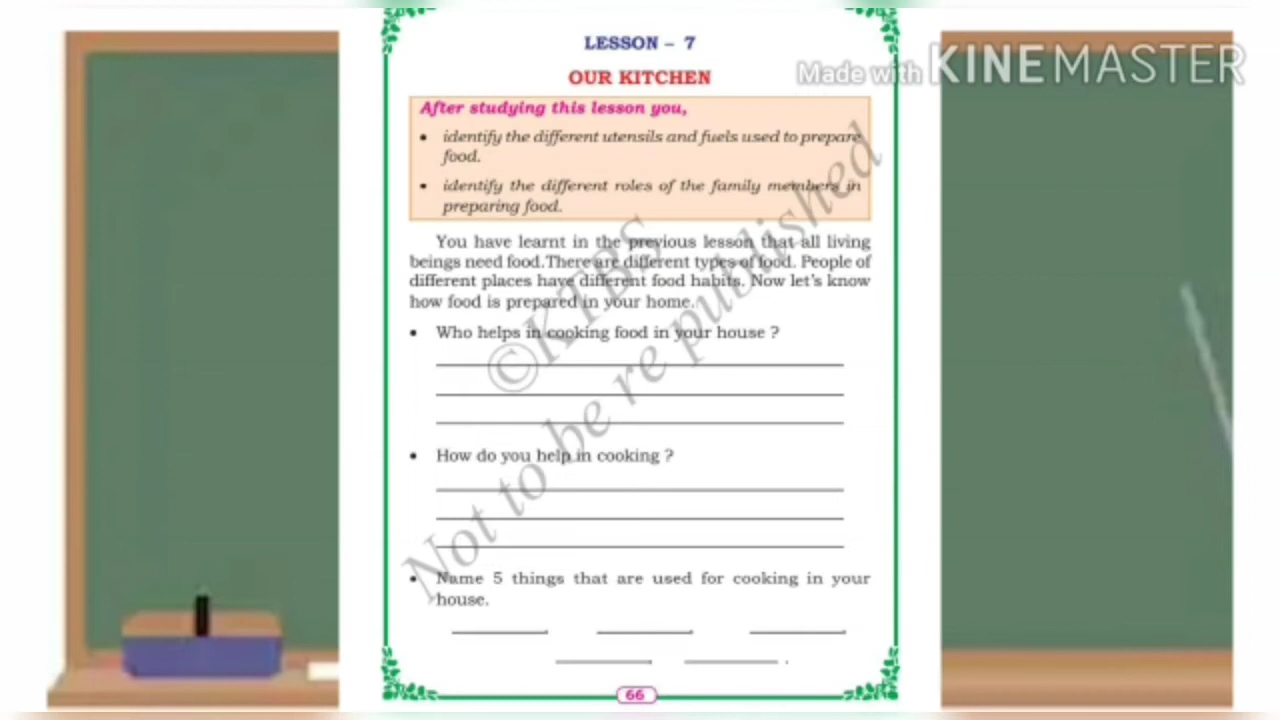 LESSON – 7
Made with KINEMASTER
OUR KITCHEN
After studying this lesson you,
• identify the different utensils and fuels used to prepare
food.
• identify the different roles of the family members in
preparing food.
You have learnt in the previous lesson that all living
beings need food.There are different types of food. People of
different places have different food habits. Now let's know
how food is prepared in your home.
• Who helps in cooking food in your house ?
• How do you help in cooking ?
• Name 5 things that are used for cooking in your
house.
©KTBS
Not to be re published
66